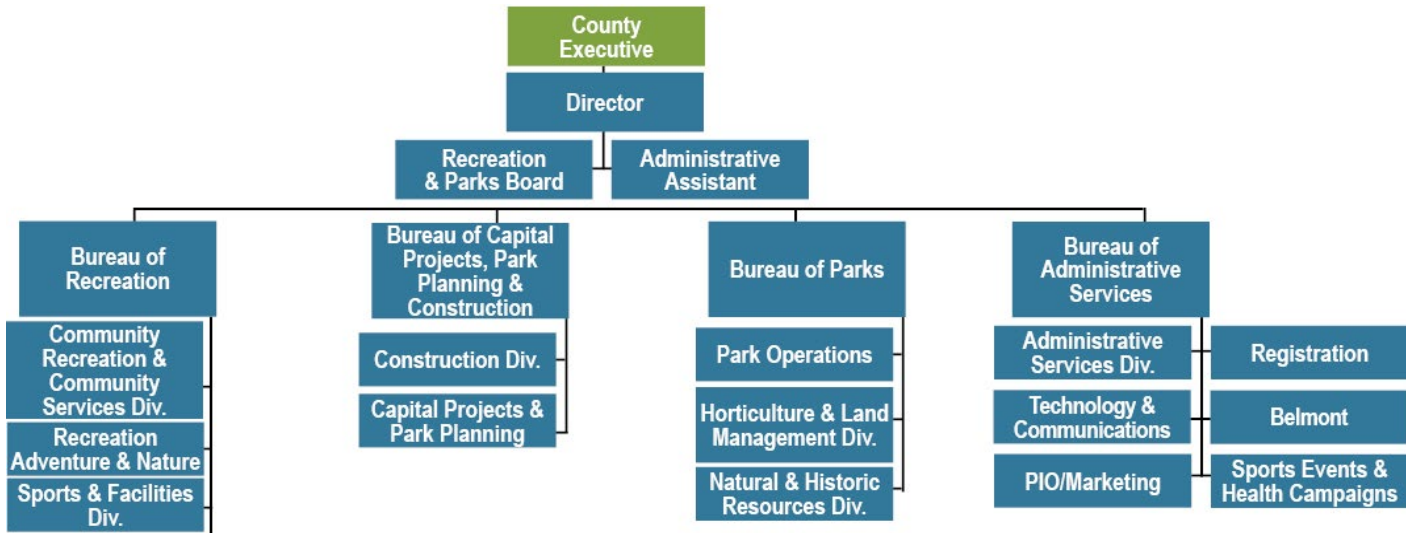 County
Executive
Director
Recreation
& Parks Board
Administrative
Assistant
Bureau of
Recreation
Community
Recreation &
Community
Services Div.
Recreation
Adventure & Nature
Sports & Facilities
Div.
Bureau of Capital
Projects, Park
Planning &
Construction
Construction Div.
Capital Projects &
Park Planning
Bureau of Parks
Park Operations
Horticulture & Land
Management Div.
Natural & Historic
Resources Div.
Bureau of
Administrative
Services
Administrative
Services Div.
Technology &
Communications
PIO/Marketing
Registration
Belmont
Sports Events &
Health Campaigns